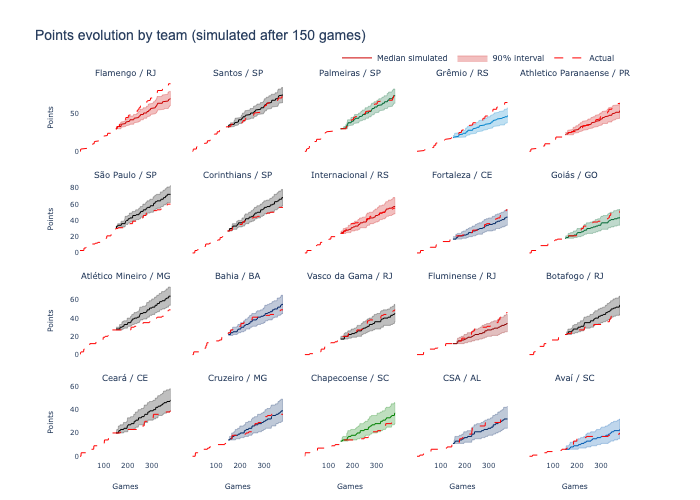 Points evolution by team (simulated after 150 games)
Median simulated 90% interval Actual
Flamengo / RJ Santos / SP Palmeiras / SP Grêmio / RS Athletico Paranaense / PR
Points
50
0
São Paulo / SP Corinthians / SP Internacional / RS Fortaleza / CE Goiás / GO
Points
80
60
40
20
0
Atlético Mineiro / MG Bahia / BA Vasco da Gama / RJ Fluminense / RJ Botafogo / RJ
Points
60
40
20
0
Ceará / CE Cruzeiro / MG Chapecoense / SC CSA / AL Avaí / SC
Points
60
40
20
0
100 200 300 100 200 300 100 200 300 100 200 300 100 200 300
Games Games Games Games Games